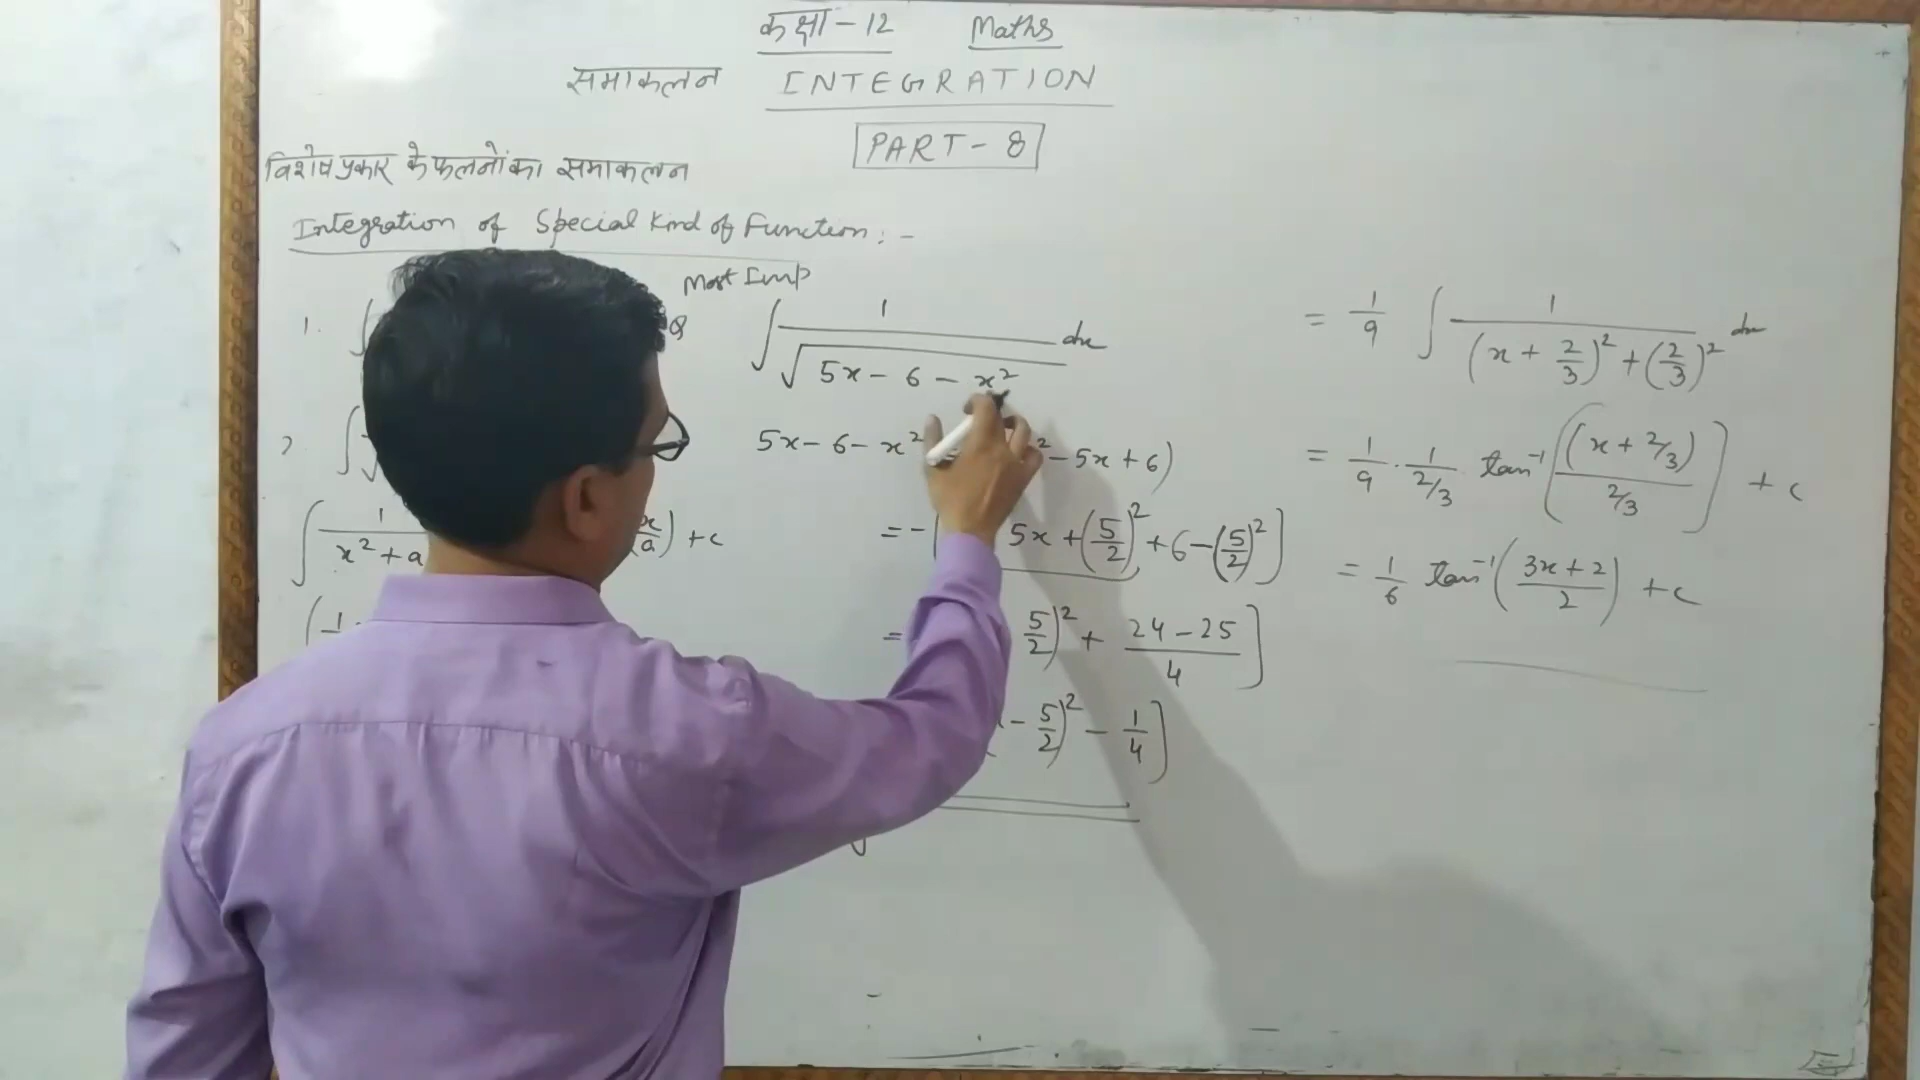 कक्षा - 12 Maths
समाकलन INTEGRATION
PART - 8
विशेष प्रकार के फलनों का समाकलन
Integration of Special Kind of Function : -
Most Imp
1. ∫
Q ∫ 1/√(5x - 6 - x²) dx
2 ∫
5x - 6 - x² ² - 5x + 6)
∫ 1/(x² + a x/a) + c
= - [ 5x + (5/2)² + 6 - (5/2)² ]
= 5/2)² + (24 - 25)/4 ]
- 5/2)² - 1/4 ]
= 1/9 ∫ 1/((x + 2/3)² + (2/3)²) dx
= 1/9 · 1/(2/3) · tan⁻¹ ( (x + 2/3)/(2/3) ) + c
= 1/6 tan⁻¹ ( (3x + 2)/2 ) + c